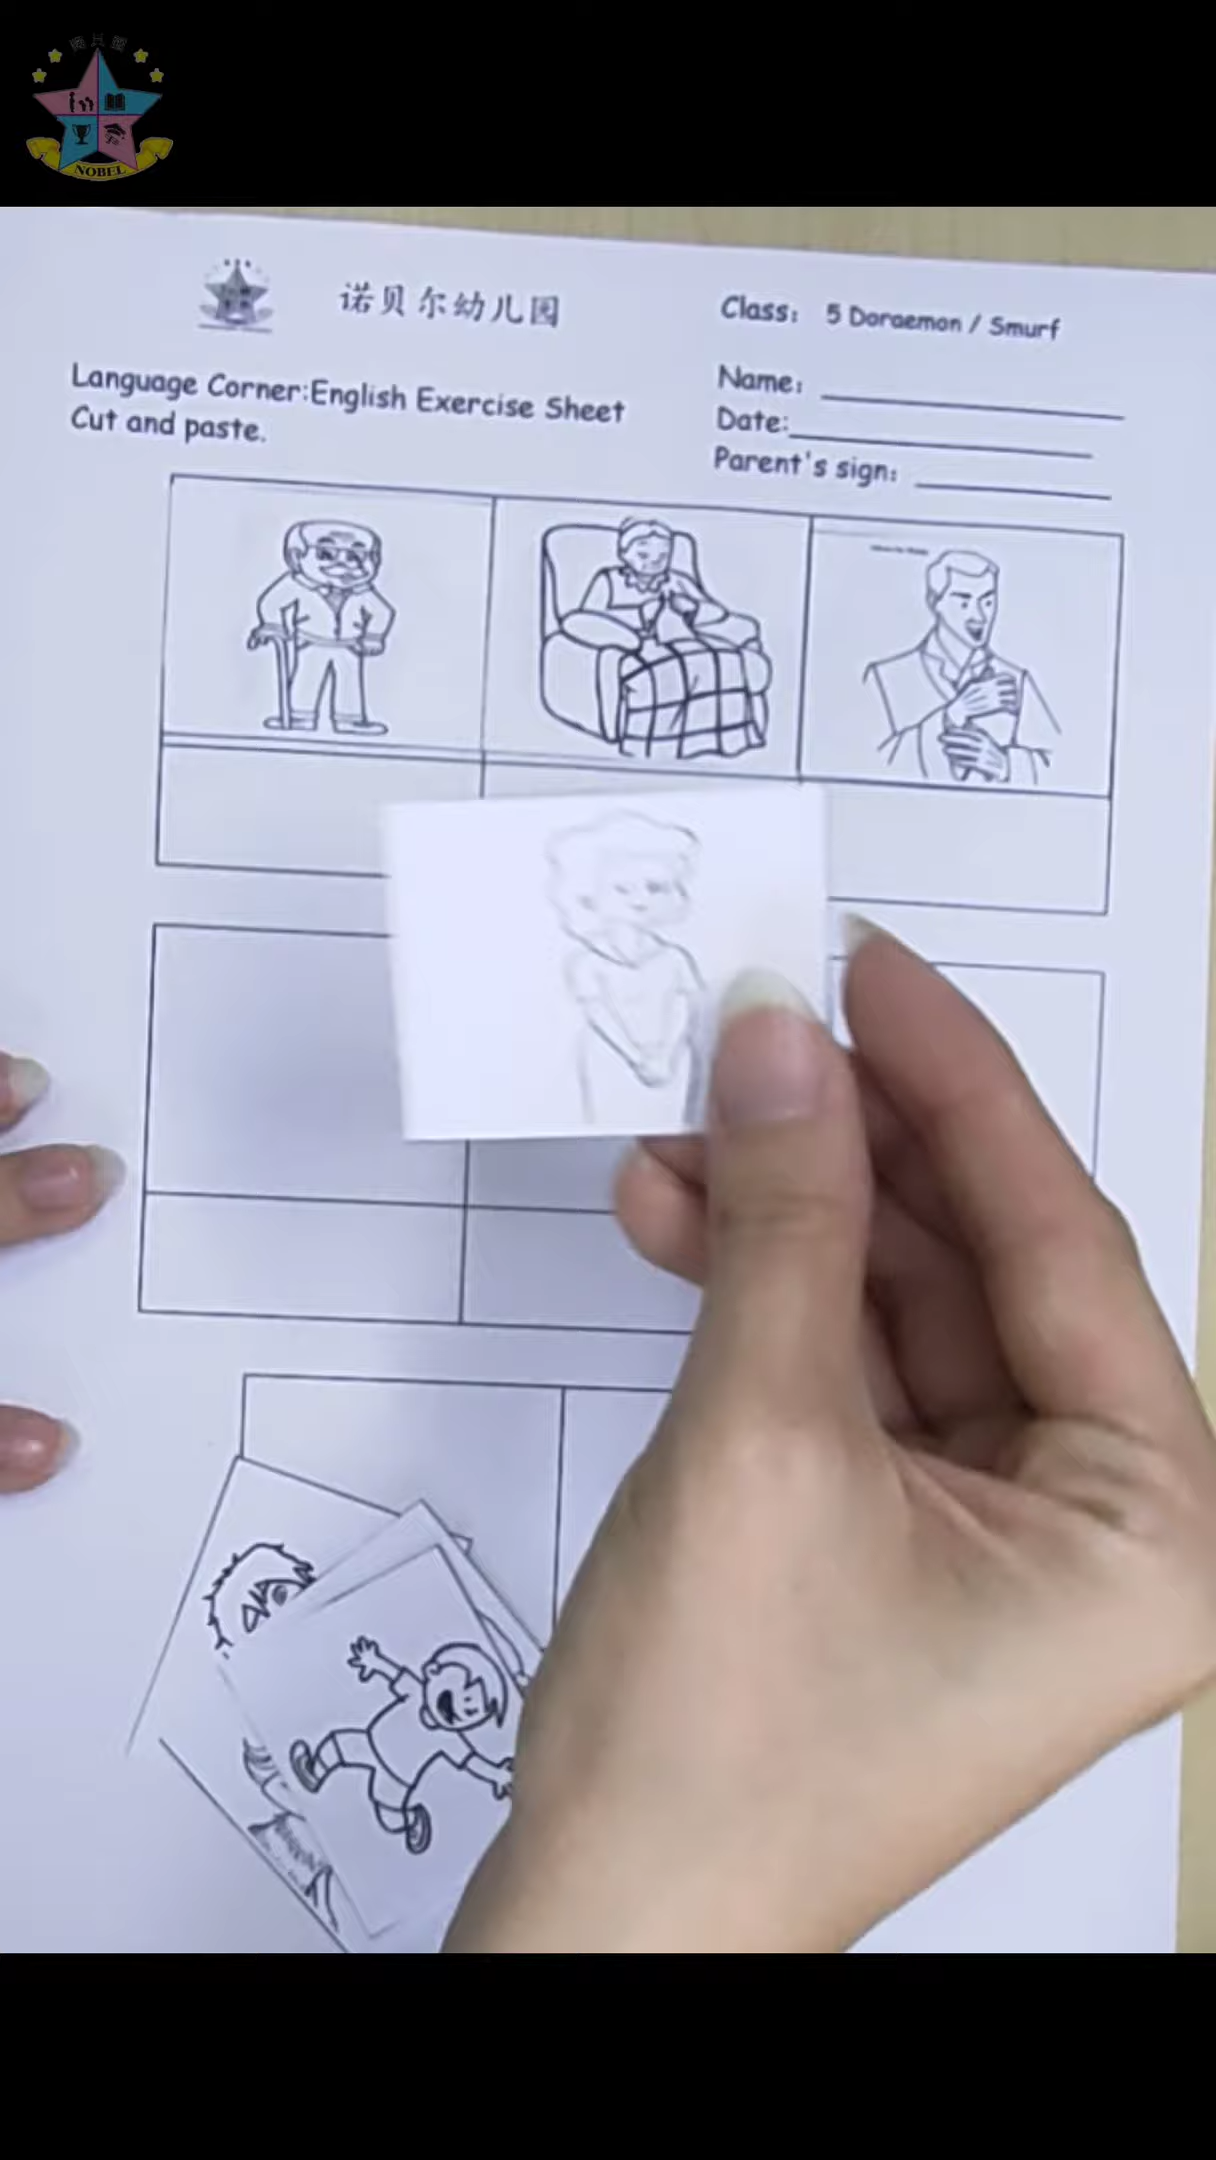 NOBEL
诺贝尔幼儿园
Class: 5 Doraemon / Smurf
Name:
Language Corner:English Exercise Sheet
Date:
Cut and paste.
Parent's sign: